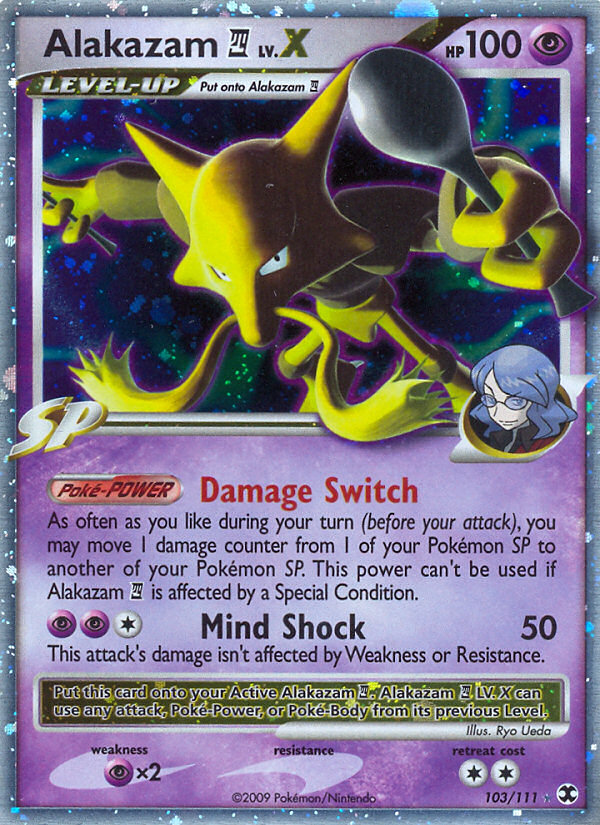 Alakazam 四 LV.X HP100
LEVEL-UP Put onto Alakazam 四
SP
Poké-POWER Damage Switch
As often as you like during your turn (before your attack), you
may move 1 damage counter from 1 of your Pokémon SP to
another of your Pokémon SP. This power can't be used if
Alakazam 四 is affected by a Special Condition.
Mind Shock 50
This attack's damage isn't affected by Weakness or Resistance.
Put this card onto your Active Alakazam 四. Alakazam 四 LV.X can
use any attack, Poké-Power, or Poké-Body from its previous Level.
Illus. Ryo Ueda
weakness resistance retreat cost
×2
©2009 Pokémon/Nintendo 103/111